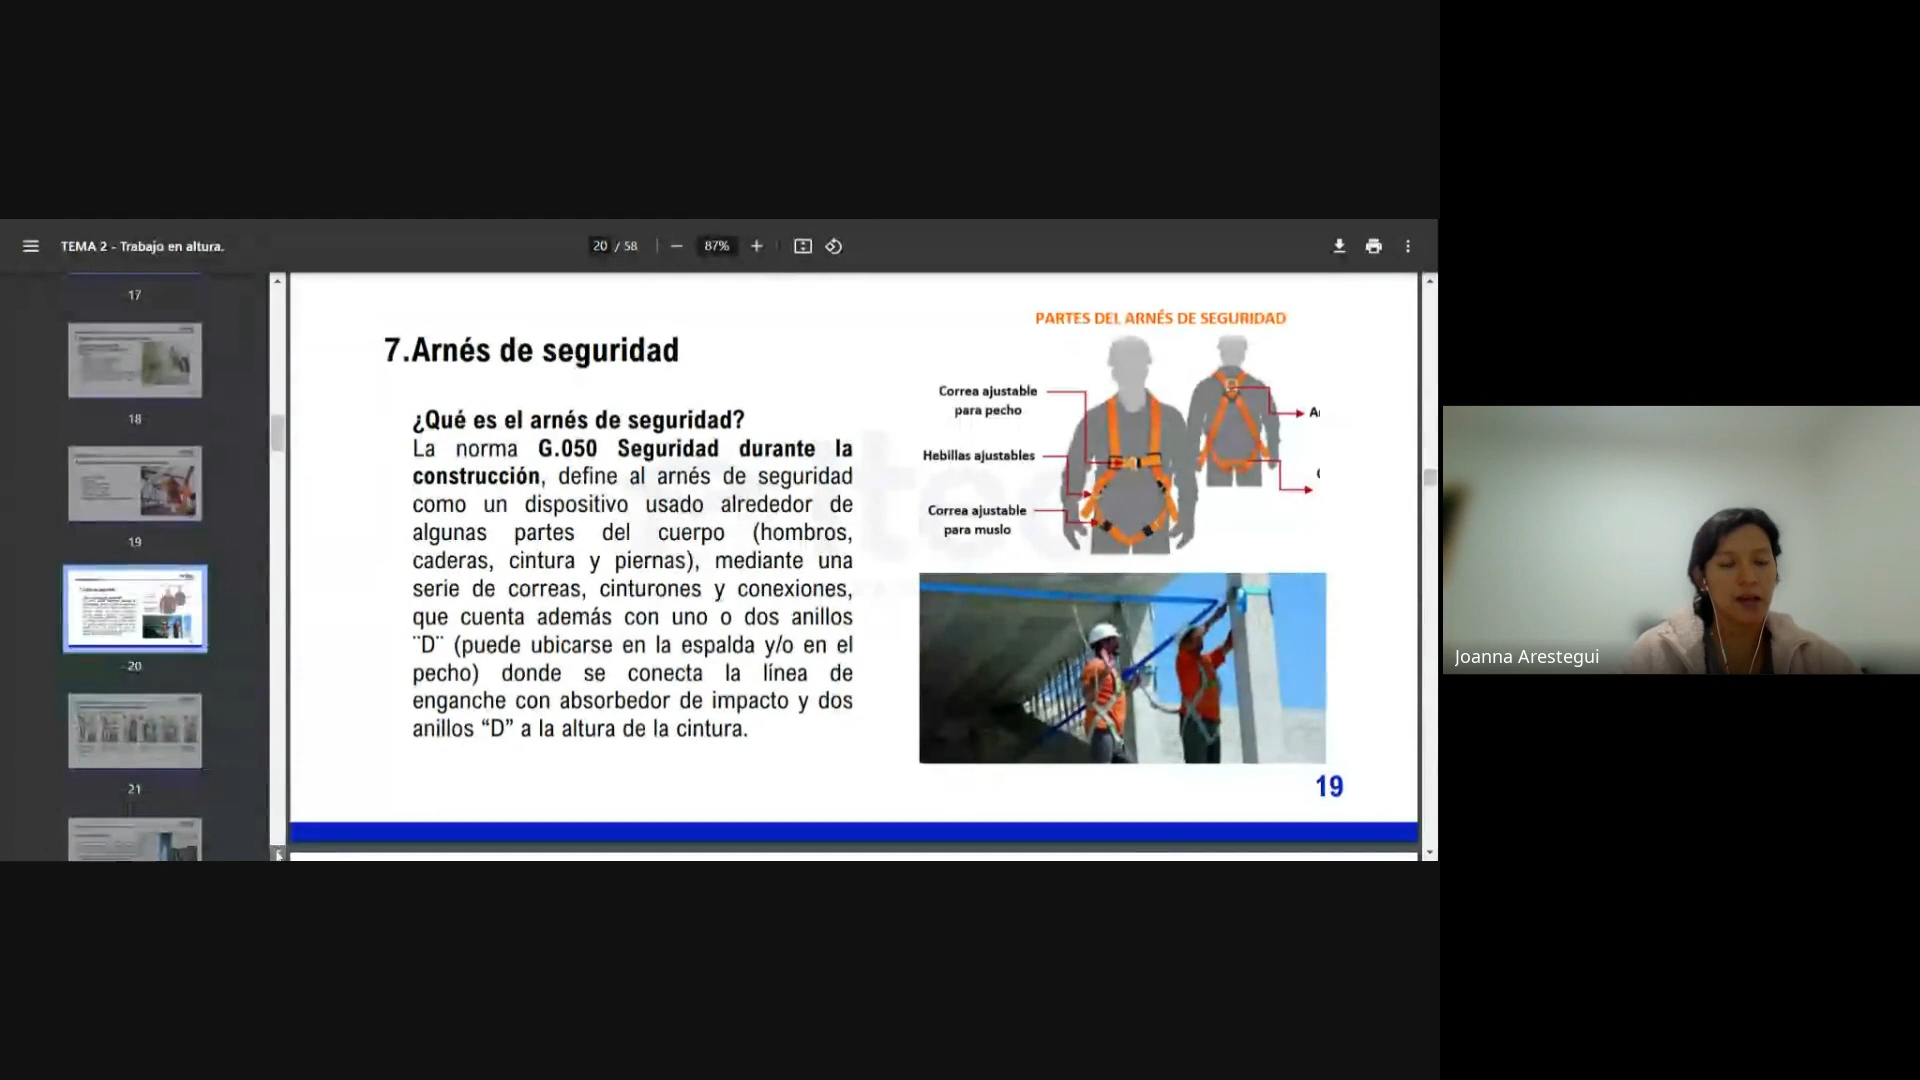 TEMA 2 - Trabajo en altura.
20 / 58
87%
17
18
19
20
21
7.Arnés de seguridad
¿Qué es el arnés de seguridad?
La norma G.050 Seguridad durante la
construcción, define al arnés de seguridad
como un dispositivo usado alrededor de
algunas partes del cuerpo (hombros,
caderas, cintura y piernas), mediante una
serie de correas, cinturones y conexiones,
que cuenta además con uno o dos anillos
¨D¨ (puede ubicarse en la espalda y/o en el
pecho) donde se conecta la línea de
enganche con absorbedor de impacto y dos
anillos “D” a la altura de la cintura.
PARTES DEL ARNÉS DE SEGURIDAD
Correa ajustable
para pecho
Hebillas ajustables
Correa ajustable
para muslo
19
Joanna Arestegui